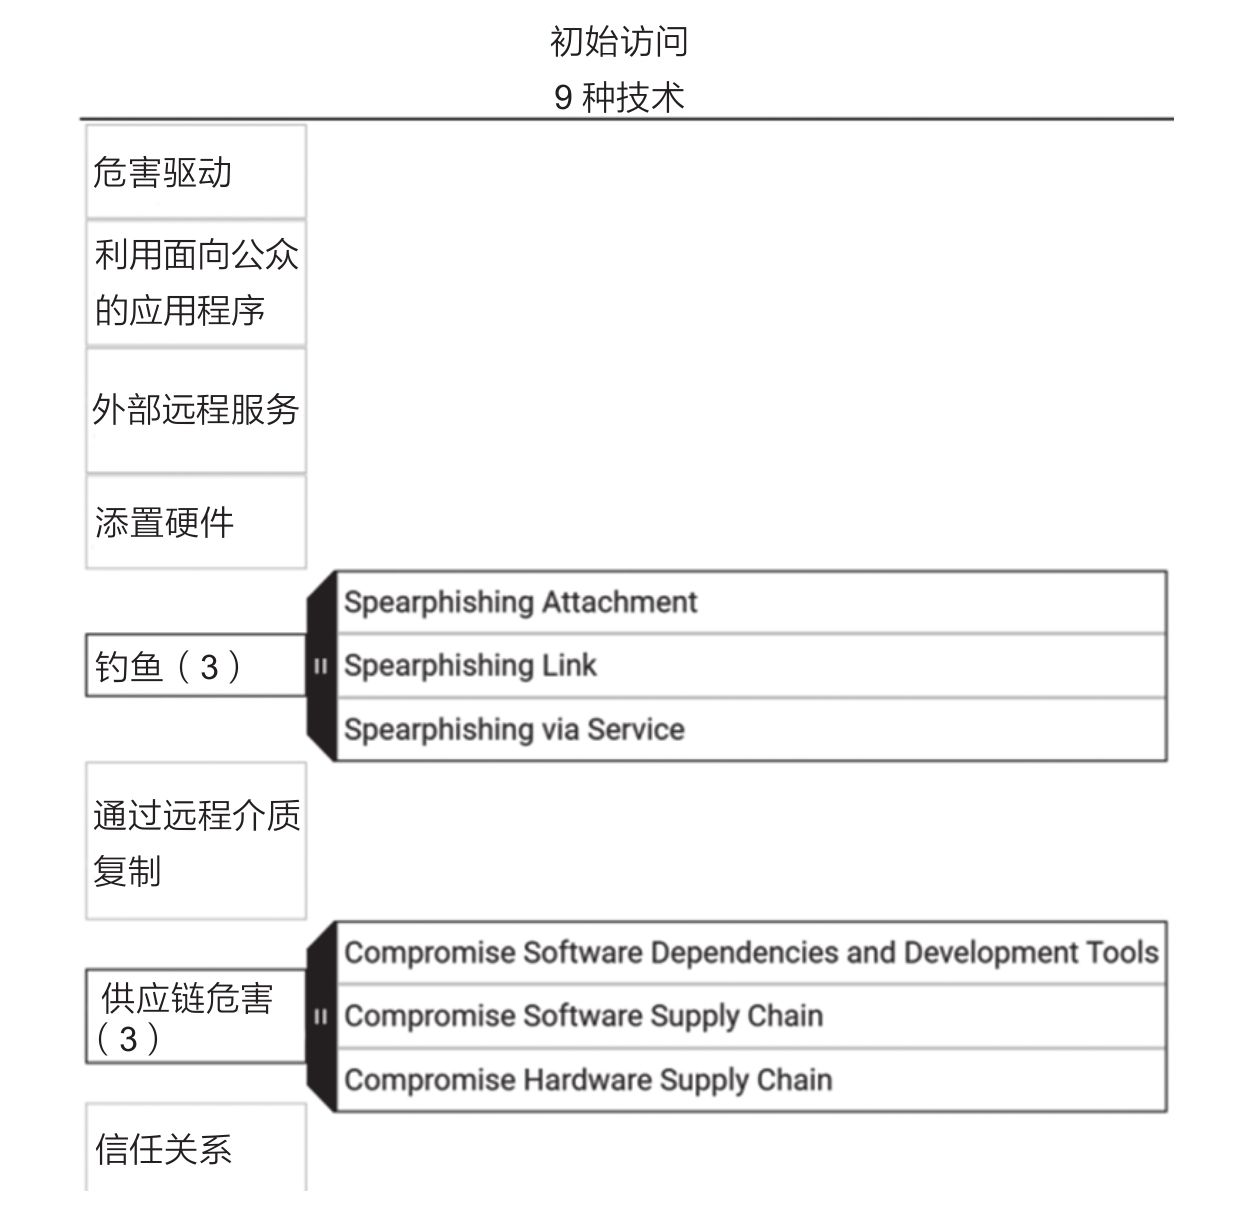 初始访问
9 种技术
危害驱动
利用面向公众
的应用程序
外部远程服务
添置硬件
Spearphishing Attachment
钓鱼（3）
Spearphishing Link
Spearphishing via Service
通过远程介质
复制
Compromise Software Dependencies and Development Tools
供应链危害
（3）
Compromise Software Supply Chain
Compromise Hardware Supply Chain
信任关系